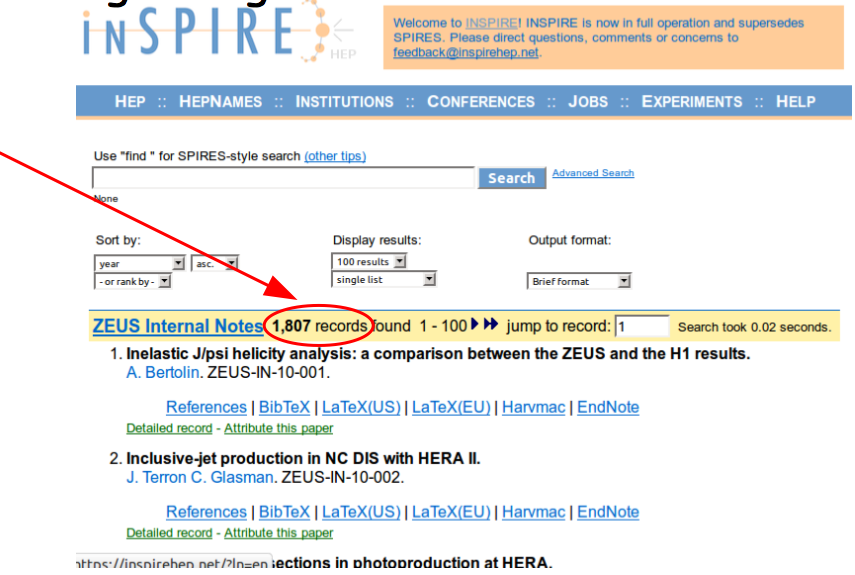 inSPIRE
HEP
Welcome to INSPIRE! INSPIRE is now in full operation and supersedes
SPIRES. Please direct questions, comments or concerns to
feedback@inspirehep.net.
HEP :: HEPNAMES :: INSTITUTIONS :: CONFERENCES :: JOBS :: EXPERIMENTS :: HELP
Use "find " for SPIRES-style search (other tips)
Search Advanced Search
None
Sort by: Display results: Output format:
year asc. 100 results
- or rank by - single list Brief format
ZEUS Internal Notes 1,807 records found 1 - 100 jump to record: 1 Search took 0.02 seconds.
1. Inelastic J/psi helicity analysis: a comparison between the ZEUS and the H1 results.
A. Bertolin. ZEUS-IN-10-001.
References | BibTeX | LaTeX(US) | LaTeX(EU) | Harvmac | EndNote
Detailed record - Attribute this paper
2. Inclusive-jet production in NC DIS with HERA II.
J. Terron C. Glasman. ZEUS-IN-10-002.
References | BibTeX | LaTeX(US) | LaTeX(EU) | Harvmac | EndNote
Detailed record - Attribute this paper
https://inspirehep.net/?ln=en ections in photoproduction at HERA.